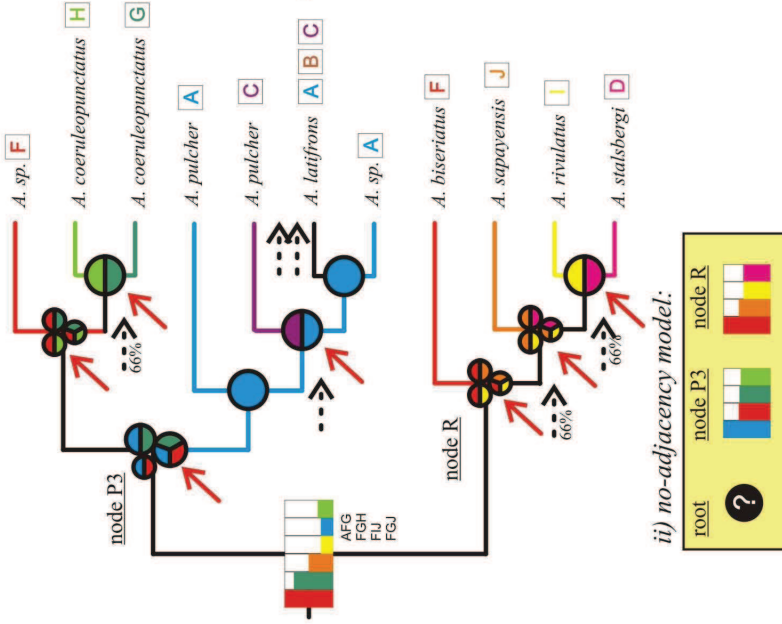 A. sp. F
A. coeruleopunctatus H
A. coeruleopunctatus G
A. pulcher A
A. pulcher C
A. latifrons A B C
A. sp. A
A. biseriatus F
A. sapayensis J
A. rivulatus I
A. stalsbergi D
66%
node P3
AFG
FGH
FIJ
FGJ
node R
66%
66%
ii) no-adjacency model:
root
node P3
node R
?